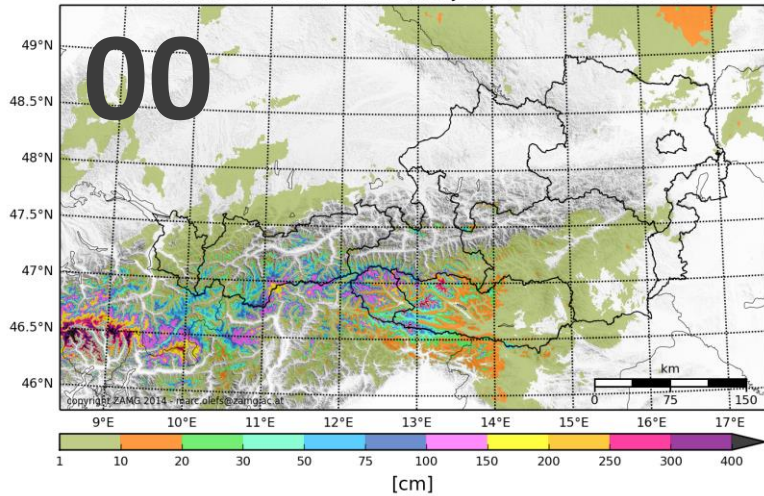 00
49°N
48.5°N
48°N
47.5°N
47°N
46.5°N
46°N
copyright ZAMG 2014 - marc.olefs@zamg.ac.at
km
0 75 150
9°E 10°E 11°E 12°E 13°E 14°E 15°E 16°E 17°E
1 10 20 30 50 75 100 150 200 250 300 400
[cm]